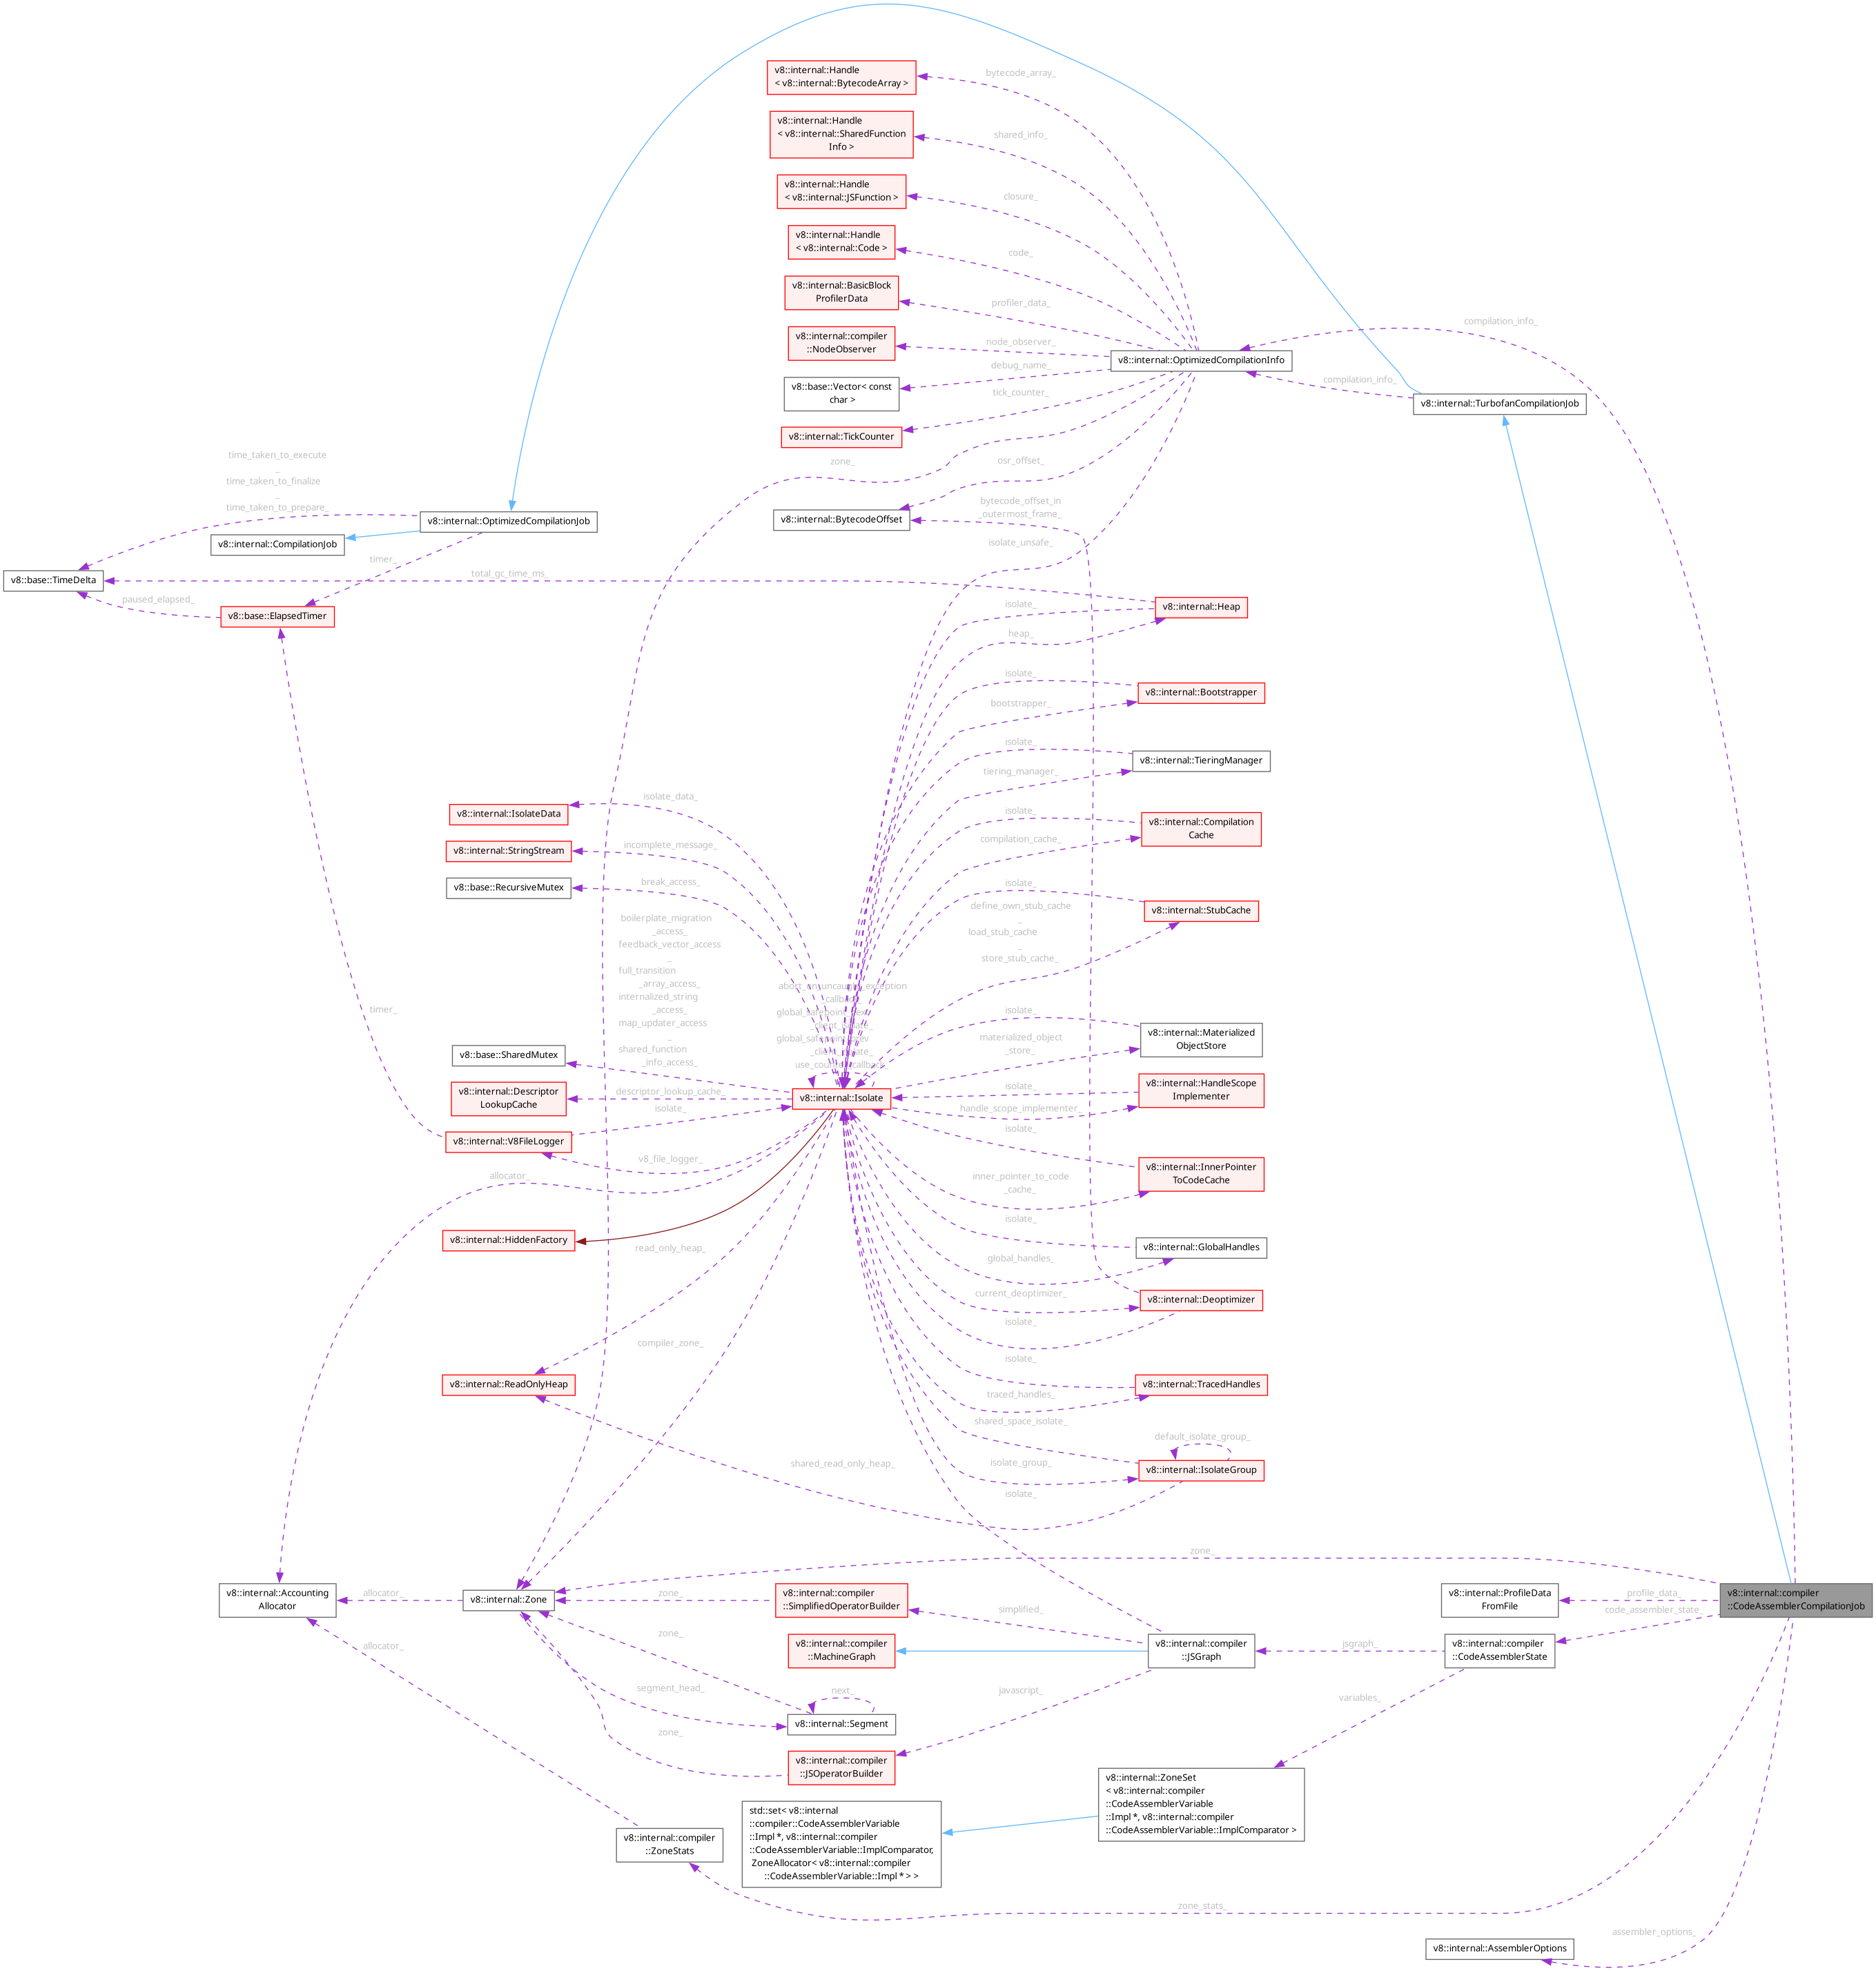 v8::internal::Handle
< v8::internal::BytecodeArray >
bytecode_array_
v8::internal::Handle
< v8::internal::SharedFunction
Info >
shared_info_
v8::internal::Handle
< v8::internal::JSFunction >
closure_
v8::internal::Handle
< v8::internal::Code >
code_
v8::internal::BasicBlock
ProfilerData
profiler_data_
v8::internal::compiler
::NodeObserver
node_observer_
v8::internal::OptimizedCompilationInfo
compilation_info_
compilation_info_
v8::internal::TurbofanCompilationJob
v8::base::Vector< const
char >
debug_name_
v8::internal::TickCounter
tick_counter_
zone_
osr_offset_
time_taken_to_execute
_
time_taken_to_finalize
_
time_taken_to_prepare_
v8::internal::OptimizedCompilationJob
v8::internal::CompilationJob
v8::internal::BytecodeOffset
bytecode_offset_in
_outermost_frame_
isolate_unsafe_
timer_
v8::base::TimeDelta
total_gc_time_ms_
paused_elapsed_
v8::base::ElapsedTimer
isolate_
v8::internal::Heap
heap_
isolate_
v8::internal::Bootstrapper
bootstrapper_
isolate_
v8::internal::TieringManager
tiering_manager_
isolate_data_
v8::internal::IsolateData
isolate_
v8::internal::Compilation
Cache
compilation_cache_
incomplete_message_
v8::internal::StringStream
break_access_
v8::base::RecursiveMutex
isolate_
define_own_stub_cache
_
load_stub_cache
_
store_stub_cache_
v8::internal::StubCache
boilerplate_migration
_access_
feedback_vector_access
_
full_transition
_array_access_
internalized_string
_access_
map_updater_access
_
shared_function
_info_access_
abort_on_uncaught_exception
_callback_
global_safepoint_next
_client_isolate_
global_safepoint_prev
_client_isolate_
use_counter_callback_
isolate_
v8::internal::Materialized
ObjectStore
materialized_object
_store_
v8::base::SharedMutex
v8::internal::Descriptor
LookupCache
descriptor_lookup_cache_
v8::internal::Isolate
isolate_
v8::internal::HandleScope
Implementer
handle_scope_implementer_
isolate_
v8::internal::V8FileLogger
timer_
v8_file_logger_
isolate_
v8::internal::InnerPointer
ToCodeCache
inner_pointer_to_code
_cache_
allocator_
v8::internal::HiddenFactory
read_only_heap_
isolate_
v8::internal::GlobalHandles
global_handles_
current_deoptimizer_
v8::internal::Deoptimizer
isolate_
compiler_zone_
v8::internal::ReadOnlyHeap
isolate_
v8::internal::TracedHandles
traced_handles_
shared_space_isolate_
default_isolate_group_
v8::internal::IsolateGroup
isolate_group_
shared_read_only_heap_
isolate_
zone_
v8::internal::Accounting
Allocator
allocator_
v8::internal::Zone
zone_
v8::internal::compiler
::SimplifiedOperatorBuilder
simplified_
v8::internal::ProfileData
FromFile
profile_data_
v8::internal::compiler
::CodeAssemblerCompilationJob
code_assembler_state_
v8::internal::compiler
::CodeAssemblerState
jsgraph_
v8::internal::compiler
::JSGraph
v8::internal::compiler
::MachineGraph
zone_
allocator_
segment_head_
next_
v8::internal::Segment
javascript_
variables_
zone_
v8::internal::compiler
::JSOperatorBuilder
v8::internal::ZoneSet
< v8::internal::compiler
::CodeAssemblerVariable
::Impl *, v8::internal::compiler
::CodeAssemblerVariable::ImplComparator >
std::set< v8::internal
::compiler::CodeAssemblerVariable
::Impl *, v8::internal::compiler
::CodeAssemblerVariable::ImplComparator,
ZoneAllocator< v8::internal::compiler
::CodeAssemblerVariable::Impl * > >
v8::internal::compiler
::ZoneStats
zone_stats_
assembler_options_
v8::internal::AssemblerOptions